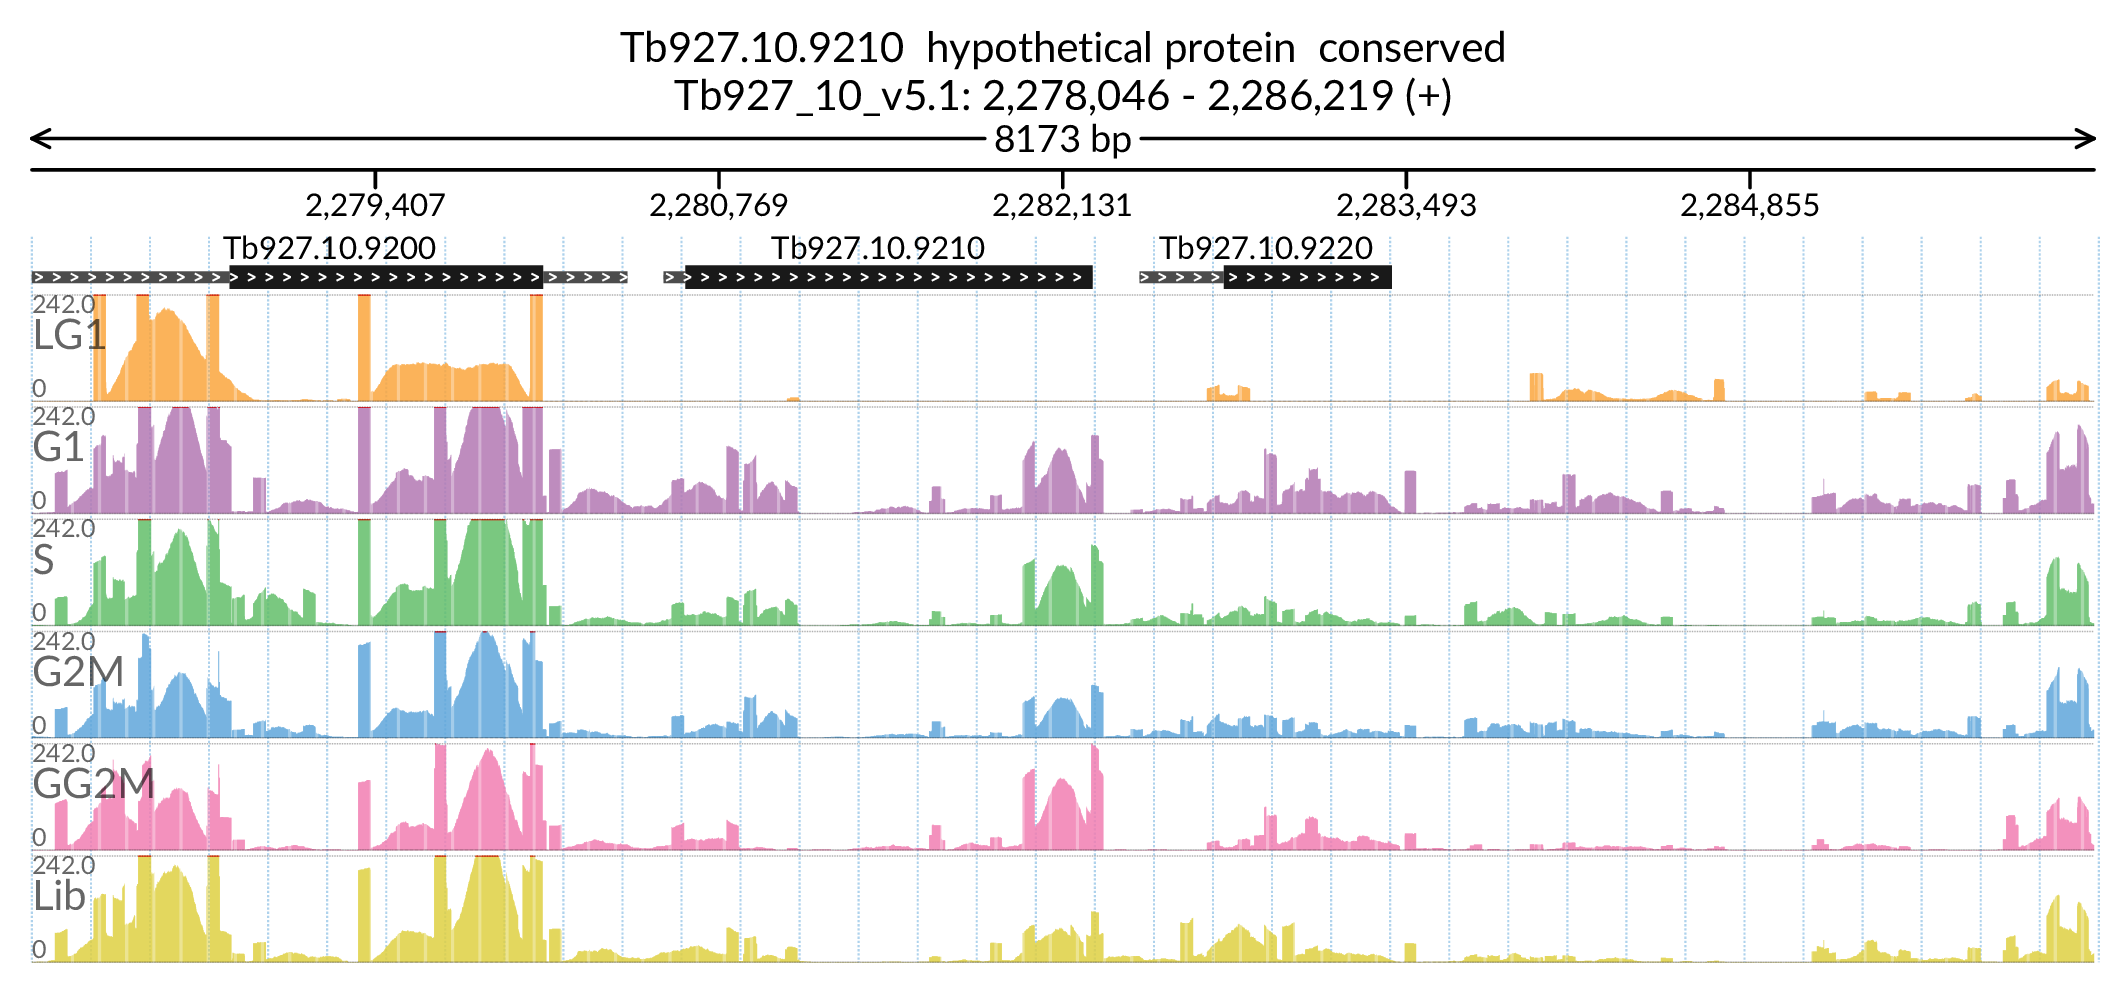 Tb927.10.9210  hypothetical protein  conserved
Tb927_10_v5.1: 2,278,046 - 2,286,219 (+)
8173 bp
2,279,407 2,280,769 2,282,131 2,283,493 2,284,855
Tb927.10.9200 Tb927.10.9210 Tb927.10.9220
242.0
LG1
0
242.0
G1
0
242.0
S
0
242.0
G2M
0
242.0
GG2M
0
242.0
Lib
0